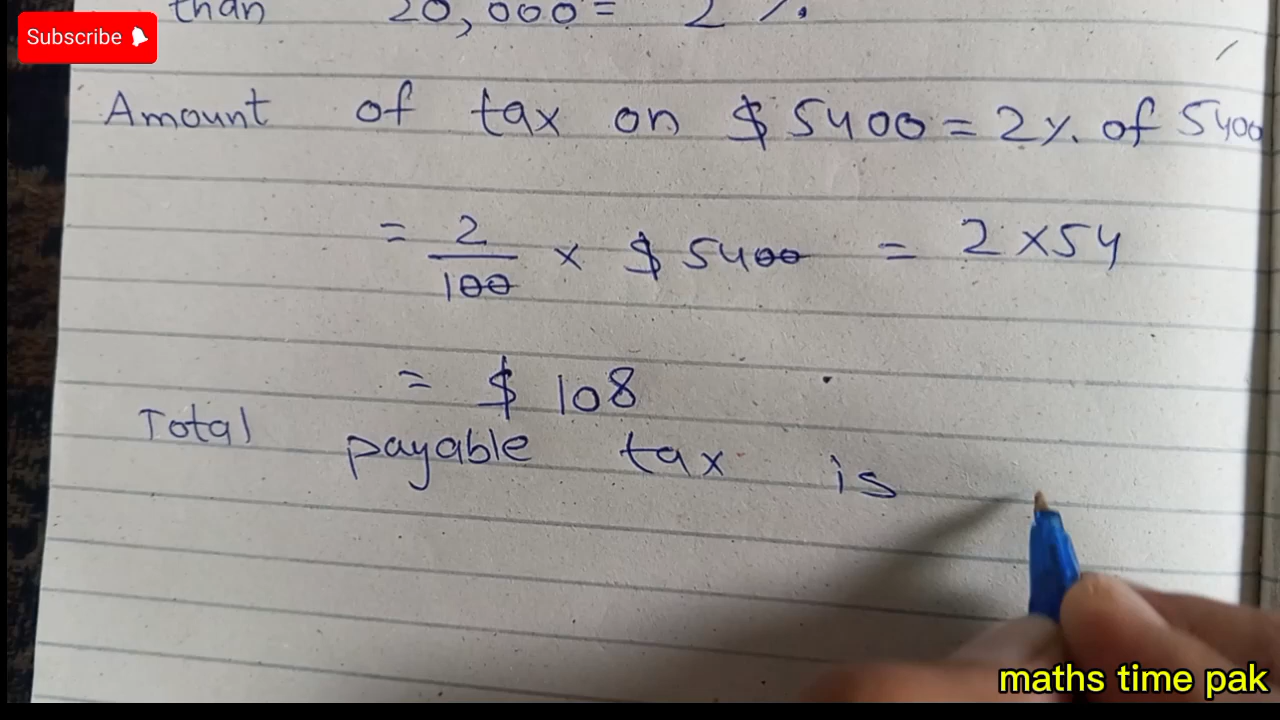 than 20,000 = 2 %.
Subscribe
Amount of tax on $ 5400 = 2%. of 5400
= 2/100 × $ 5400 = 2 × 54
= $ 108
Total payable tax is
maths time pak